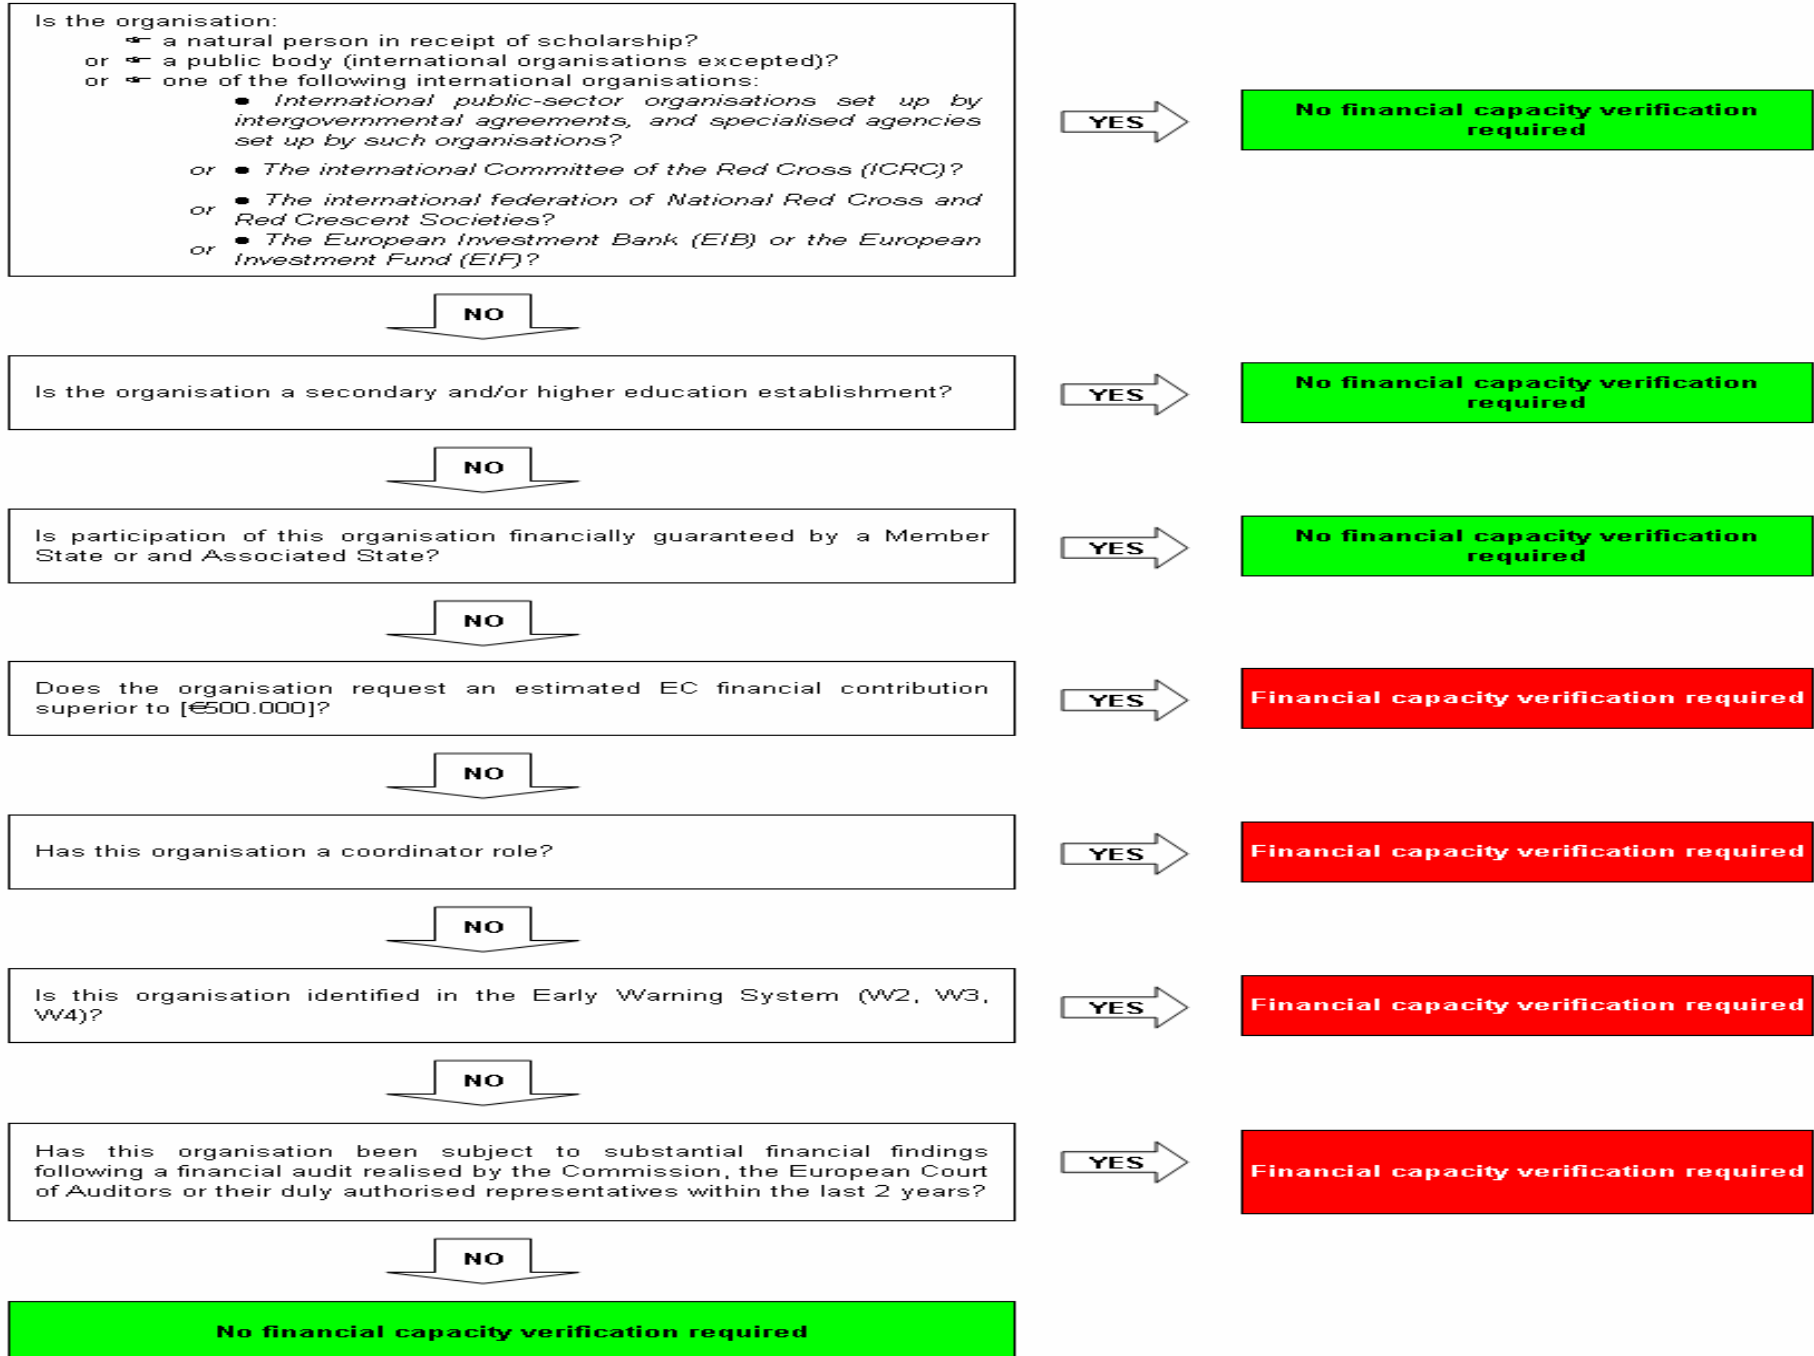 Is the organisation:
☛ a natural person in receipt of scholarship?
or ☛ a public body (international organisations excepted)?
or ☛ one of the following international organisations:
● International public-sector organisations set up by
intergovernmental agreements, and specialised agencies
set up by such organisations?
or ● The international Committee of the Red Cross (ICRC)?
or ● The international federation of National Red Cross and
Red Crescent Societies?
or ● The European Investment Bank (EIB) or the European
Investment Fund (EIF)?
YES
No financial capacity verification
required
NO
Is the organisation a secondary and/or higher education establishment?
YES
No financial capacity verification
required
NO
Is participation of this organisation financially guaranteed by a Member
State or and Associated State?
YES
No financial capacity verification
required
NO
Does the organisation request an estimated EC financial contribution
superior to [€500.000]?
YES
Financial capacity verification required
NO
Has this organisation a coordinator role?
YES
Financial capacity verification required
NO
Is this organisation identified in the Early Warning System (W2, W3,
W4)?
YES
Financial capacity verification required
NO
Has this organisation been subject to substantial financial findings
following a financial audit realised by the Commission, the European Court
of Auditors or their duly authorised representatives within the last 2 years?
YES
Financial capacity verification required
NO
No financial capacity verification required